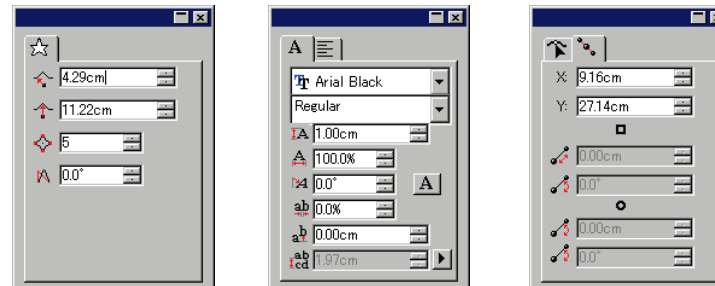 4.29cm
11.22cm
5
0.0°
A
Arial Black
Regular
1.00cm
100.0%
0.0°
A
0.0%
0.00cm
1.97cm
X: 9.16cm
Y: 27.14cm
0.00cm
0.0°
0.00cm
0.0°